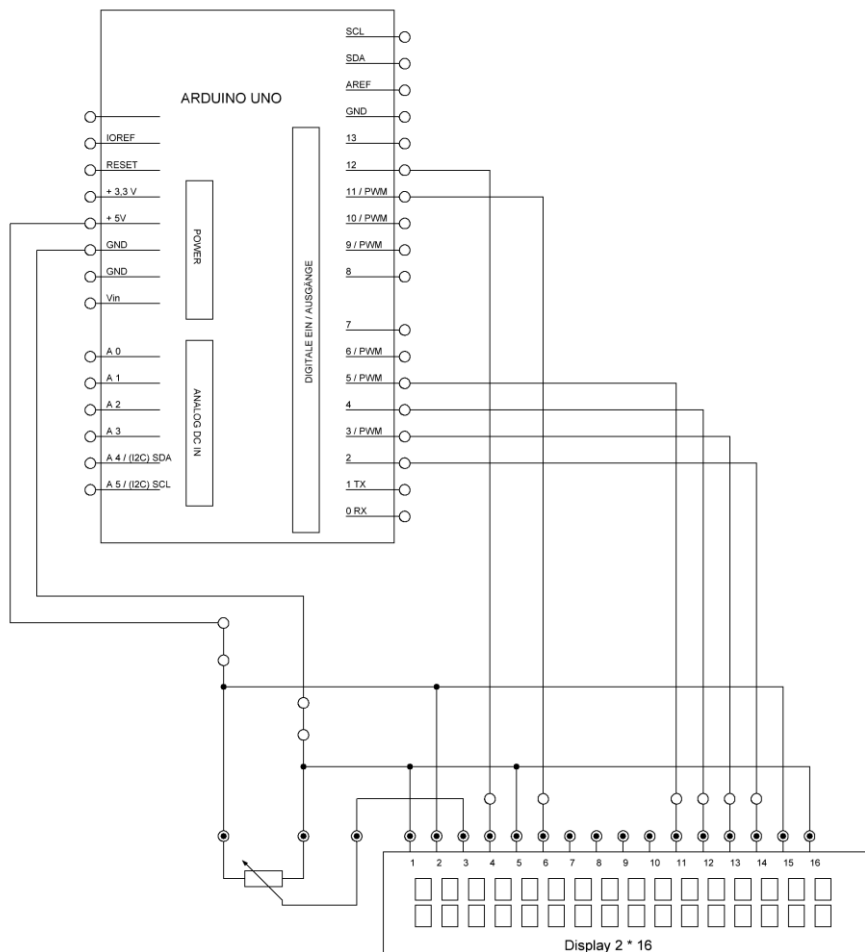 ARDUINO UNO
IOREF
RESET
+ 3,3 V
+ 5V
GND
GND
Vin
A 0
A 1
A 2
A 3
A 4 / (I2C) SDA
A 5 / (I2C) SCL
POWER
ANALOG DC IN
DIGITALE EIN / AUSGÄNGE
SCL
SDA
AREF
GND
13
12
11 / PWM
10 / PWM
9 / PWM
8
7
6 / PWM
5 / PWM
4
3 / PWM
2
1 TX
0 RX
1 2 3 4 5 6 7 8 9 10 11 12 13 14 15 16
Display 2 * 16